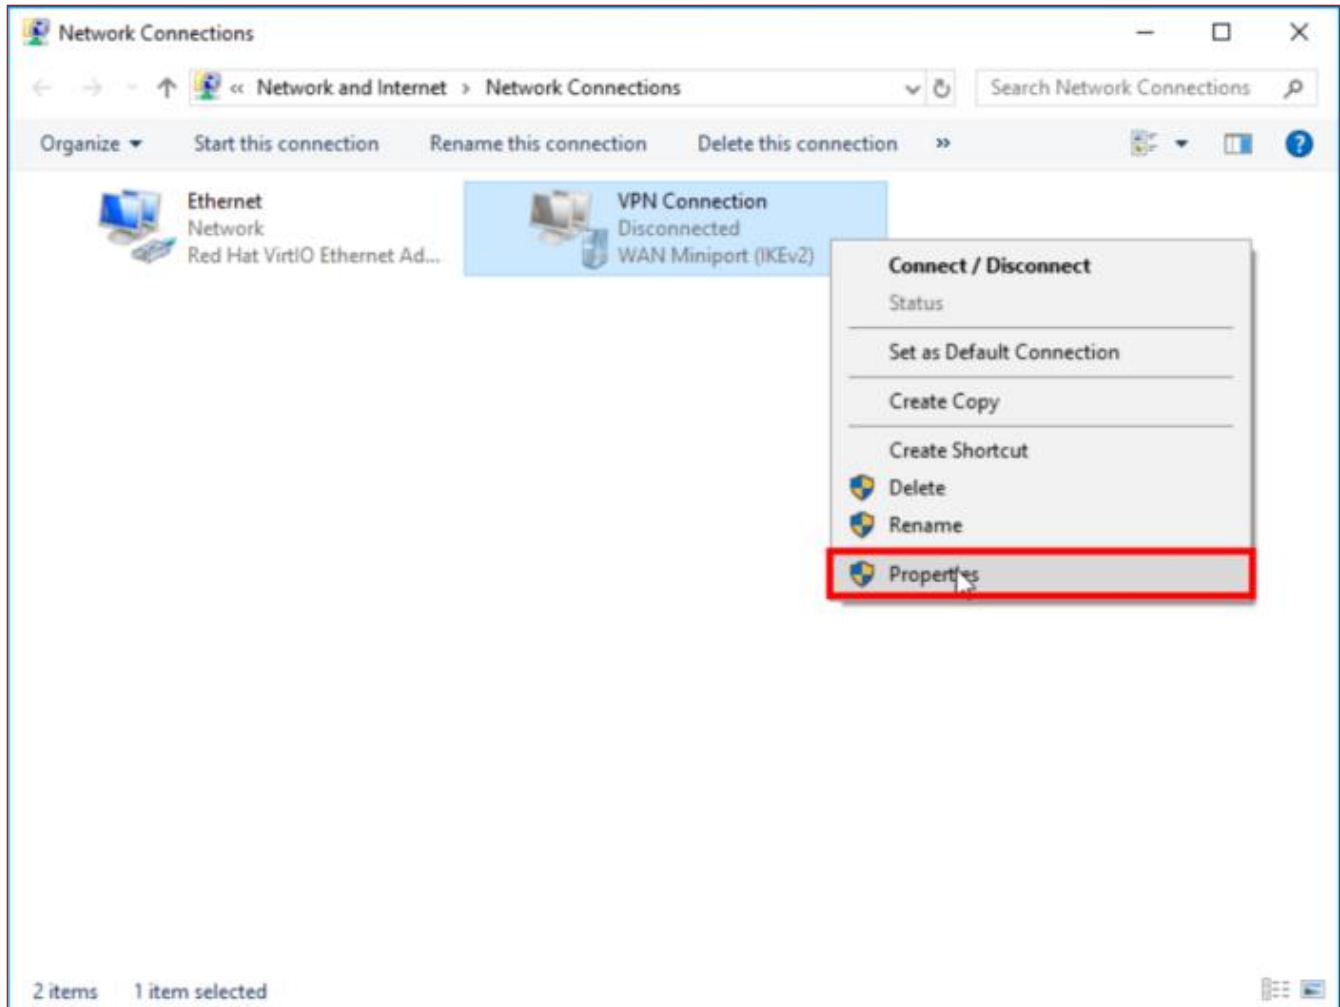 Network Connections
« Network and Internet › Network Connections
Search Network Connections
Organize
Start this connection
Rename this connection
Delete this connection
»
Ethernet
Network
Red Hat VirtIO Ethernet Ad...
VPN Connection
Disconnected
WAN Miniport (IKEv2)
Connect / Disconnect
Status
Set as Default Connection
Create Copy
Create Shortcut
Delete
Rename
Properties
2 items
1 item selected